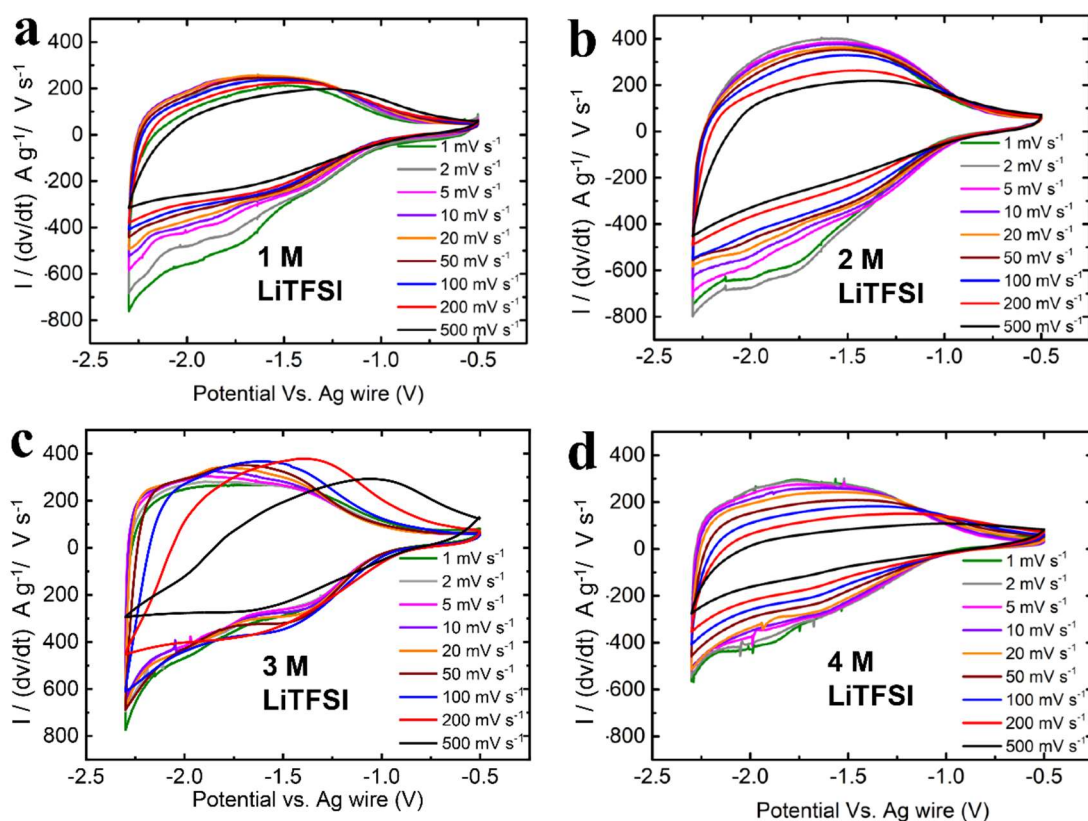 a
I / (dv/dt) A g⁻¹/ V s⁻¹
400
200
0
-200
-400
-600
-800
1 mV s⁻¹
2 mV s⁻¹
5 mV s⁻¹
10 mV s⁻¹
20 mV s⁻¹
50 mV s⁻¹
100 mV s⁻¹
200 mV s⁻¹
500 mV s⁻¹
1 M
LiTFSI
-2.5 -2.0 -1.5 -1.0 -0.5
Potential Vs. Ag wire (V)
b
I / (dv/dt) A g⁻¹/ V s⁻¹
400
200
0
-200
-400
-600
-800
1 mV s⁻¹
2 mV s⁻¹
5 mV s⁻¹
10 mV s⁻¹
20 mV s⁻¹
50 mV s⁻¹
100 mV s⁻¹
200 mV s⁻¹
500 mV s⁻¹
2 M
LiTFSI
-2.5 -2.0 -1.5 -1.0 -0.5
Potential Vs. Ag wire (V)
c
I / (dv/dt) A g⁻¹/ V s⁻¹
400
200
0
200
400
600
800
1 mV s⁻¹
2 mV s⁻¹
5 mV s⁻¹
10 mV s⁻¹
20 mV s⁻¹
50 mV s⁻¹
100 mV s⁻¹
200 mV s⁻¹
500 mV s⁻¹
3 M
LiTFSI
-2.5 -2.0 -1.5 -1.0 -0.5
Potential vs. Ag wire (V)
d
I / (dv/dt) A g⁻¹/ V s⁻¹
400
200
0
200
400
600
800
1 mV s⁻¹
2 mV s⁻¹
5 mV s⁻¹
10 mV s⁻¹
20 mV s⁻¹
50 mV s⁻¹
100 mV s⁻¹
200 mV s⁻¹
500 mV s⁻¹
4 M
LiTFSI
-2.5 -2.0 -1.5 -1.0 -0.5
Potential Vs. Ag wire (V)